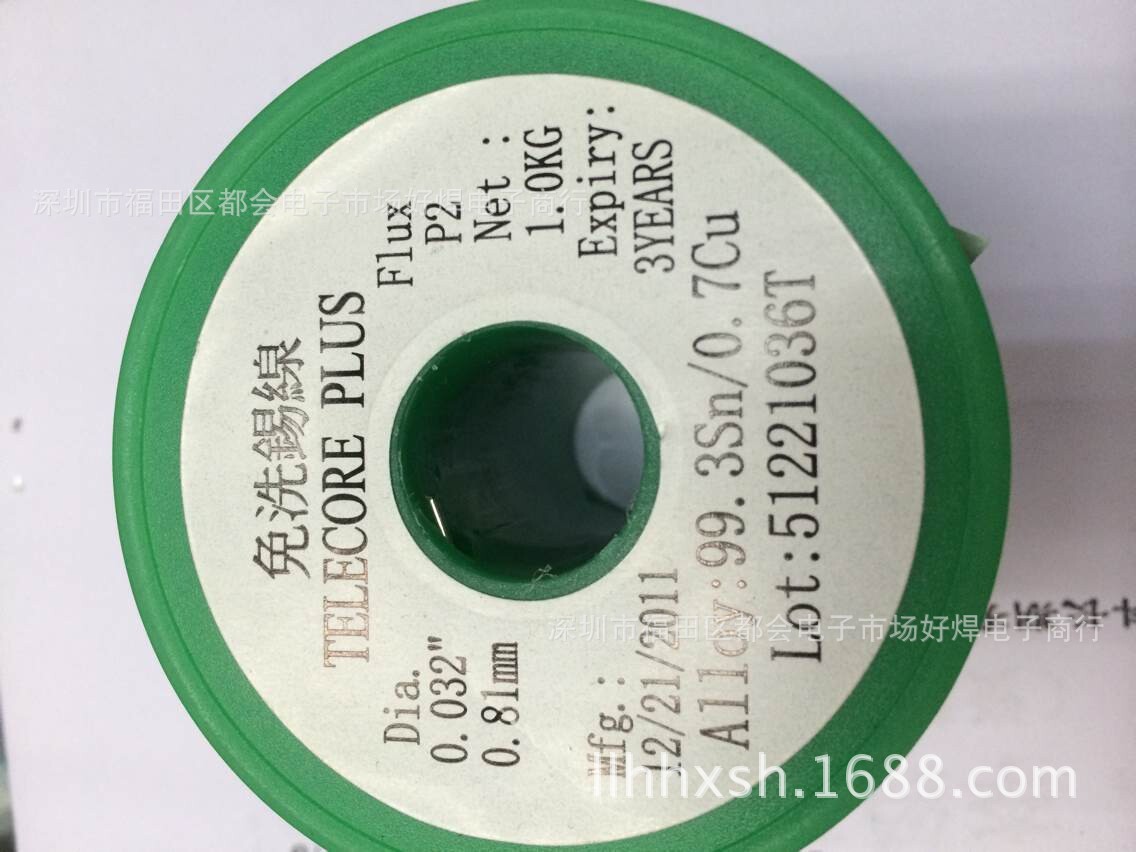 免洗錫線
TELECORE PLUS
Dia.
0.032"
0.81mm
Flux
P2
Net:
1.0KG
Mfg.:
12/21/2011
Expiry:
3YEARS
Alloy:99.3Sn/0.7Cu
Lot:51221036T
深圳市福田区都会电子市场好焊电子商行
深圳市福田区都会电子市场好焊电子商行
llhhxsh.1688.com